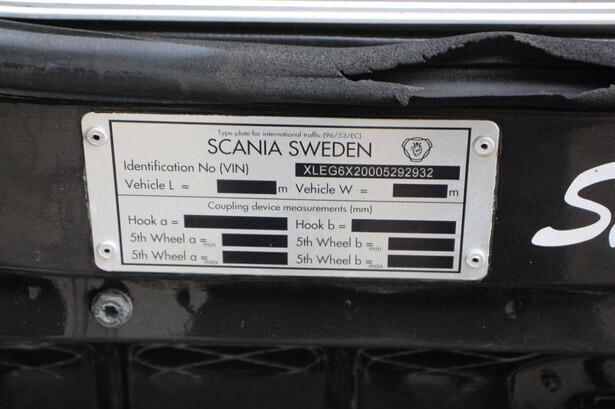 Type plate for international traffic (96/53/EC)
SCANIA SWEDEN
Identification No (VIN) XLEG6X20005292932
Vehicle L = m Vehicle W = m
Coupling device measurements (mm)
Hook a = Hook b =
5th Wheel a min = 5th Wheel b min =
5th Wheel a max = 5th Wheel b max =